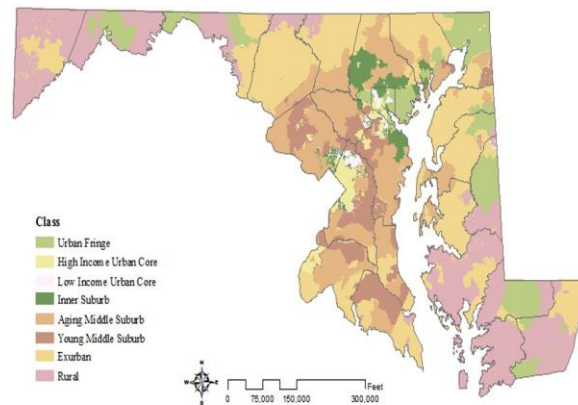 Class
Urban Fringe
High Income Urban Core
Low Income Urban Core
Inner Suburb
Aging Middle Suburb
Young Middle Suburb
Exurban
Rural
N
W E
S
Feet
0 75,000 150,000 300,000